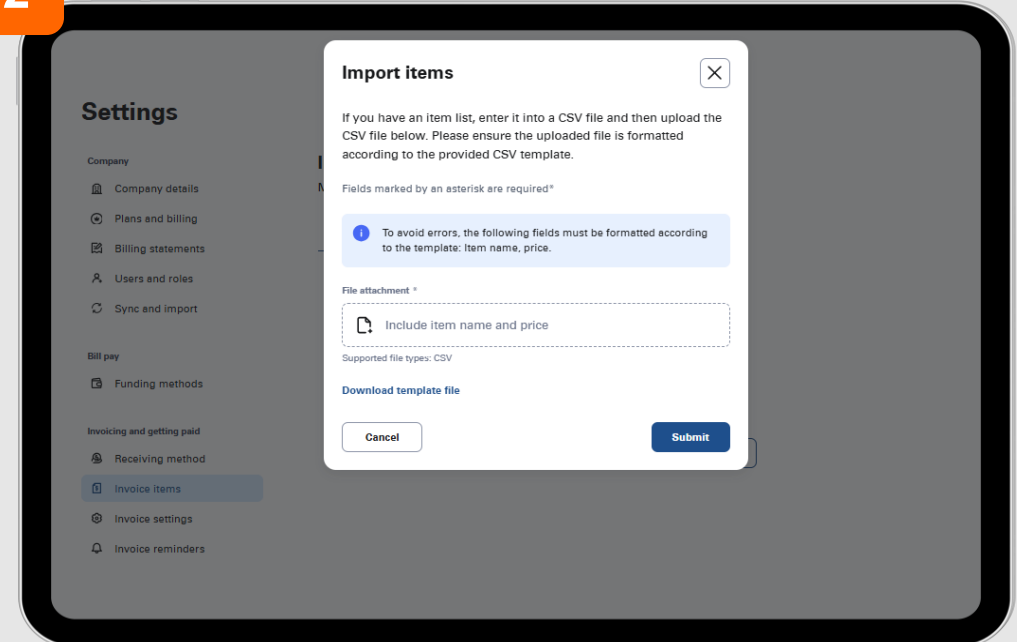 2
Settings
Company
Company details
Plans and billing
Billing statements
Users and roles
Sync and import
Bill pay
Funding methods
Invoicing and getting paid
Receiving method
Invoice items
Invoice settings
Invoice reminders
Import items
If you have an item list, enter it into a CSV file and then upload the
CSV file below. Please ensure the uploaded file is formatted
according to the provided CSV template.
Fields marked by an asterisk are required*
To avoid errors, the following fields must be formatted according
to the template: Item name, price.
File attachment *
Include item name and price
Supported file types: CSV
Download template file
Cancel
Submit